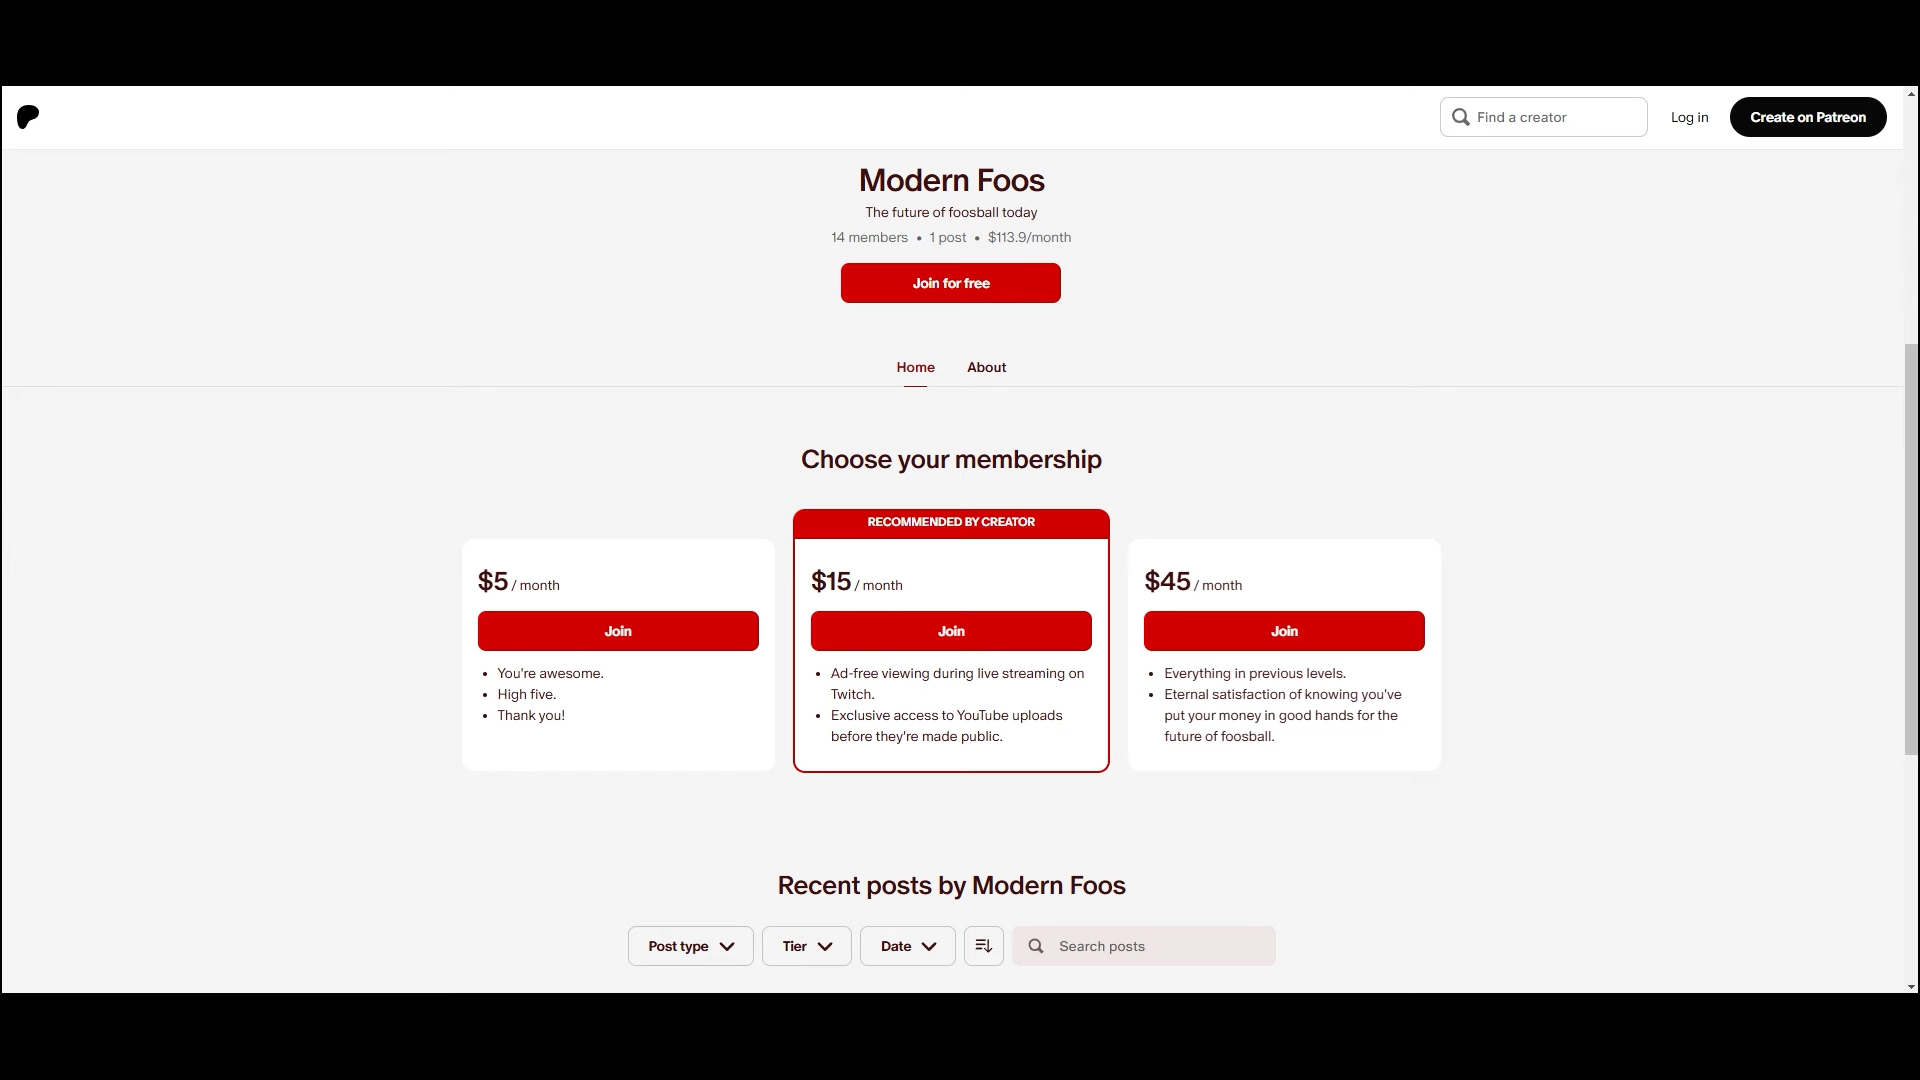 Find a creator
Log in
Create on Patreon
Modern Foos
The future of foosball today
14 members • 1 post • $113.9/month
Join for free
Home
About
Choose your membership
RECOMMENDED BY CREATOR
$5 / month
Join
• You're awesome.
• High five.
• Thank you!
$15 / month
Join
• Ad-free viewing during live streaming on
Twitch.
• Exclusive access to YouTube uploads
before they're made public.
$45 / month
Join
• Everything in previous levels.
• Eternal satisfaction of knowing you've
put your money in good hands for the
future of foosball.
Recent posts by Modern Foos
Post type
Tier
Date
Search posts